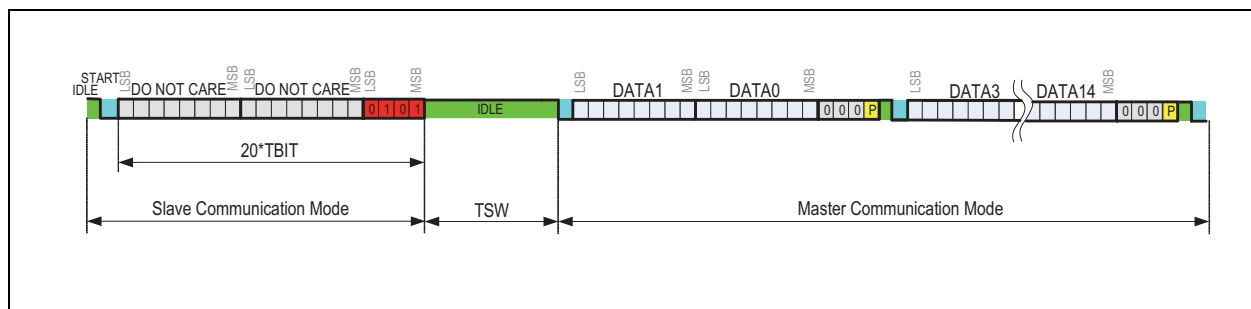 START
IDLE
LSB DO NOT CARE MSB LSB DO NOT CARE MSB LSB MSB
0 1 0 1
IDLE
LSB DATA1 MSB LSB DATA0 MSB
0 0 0 P
LSB DATA3 DATA14 MSB
0 0 0 P
20*TBIT
Slave Communication Mode TSW Master Communication Mode